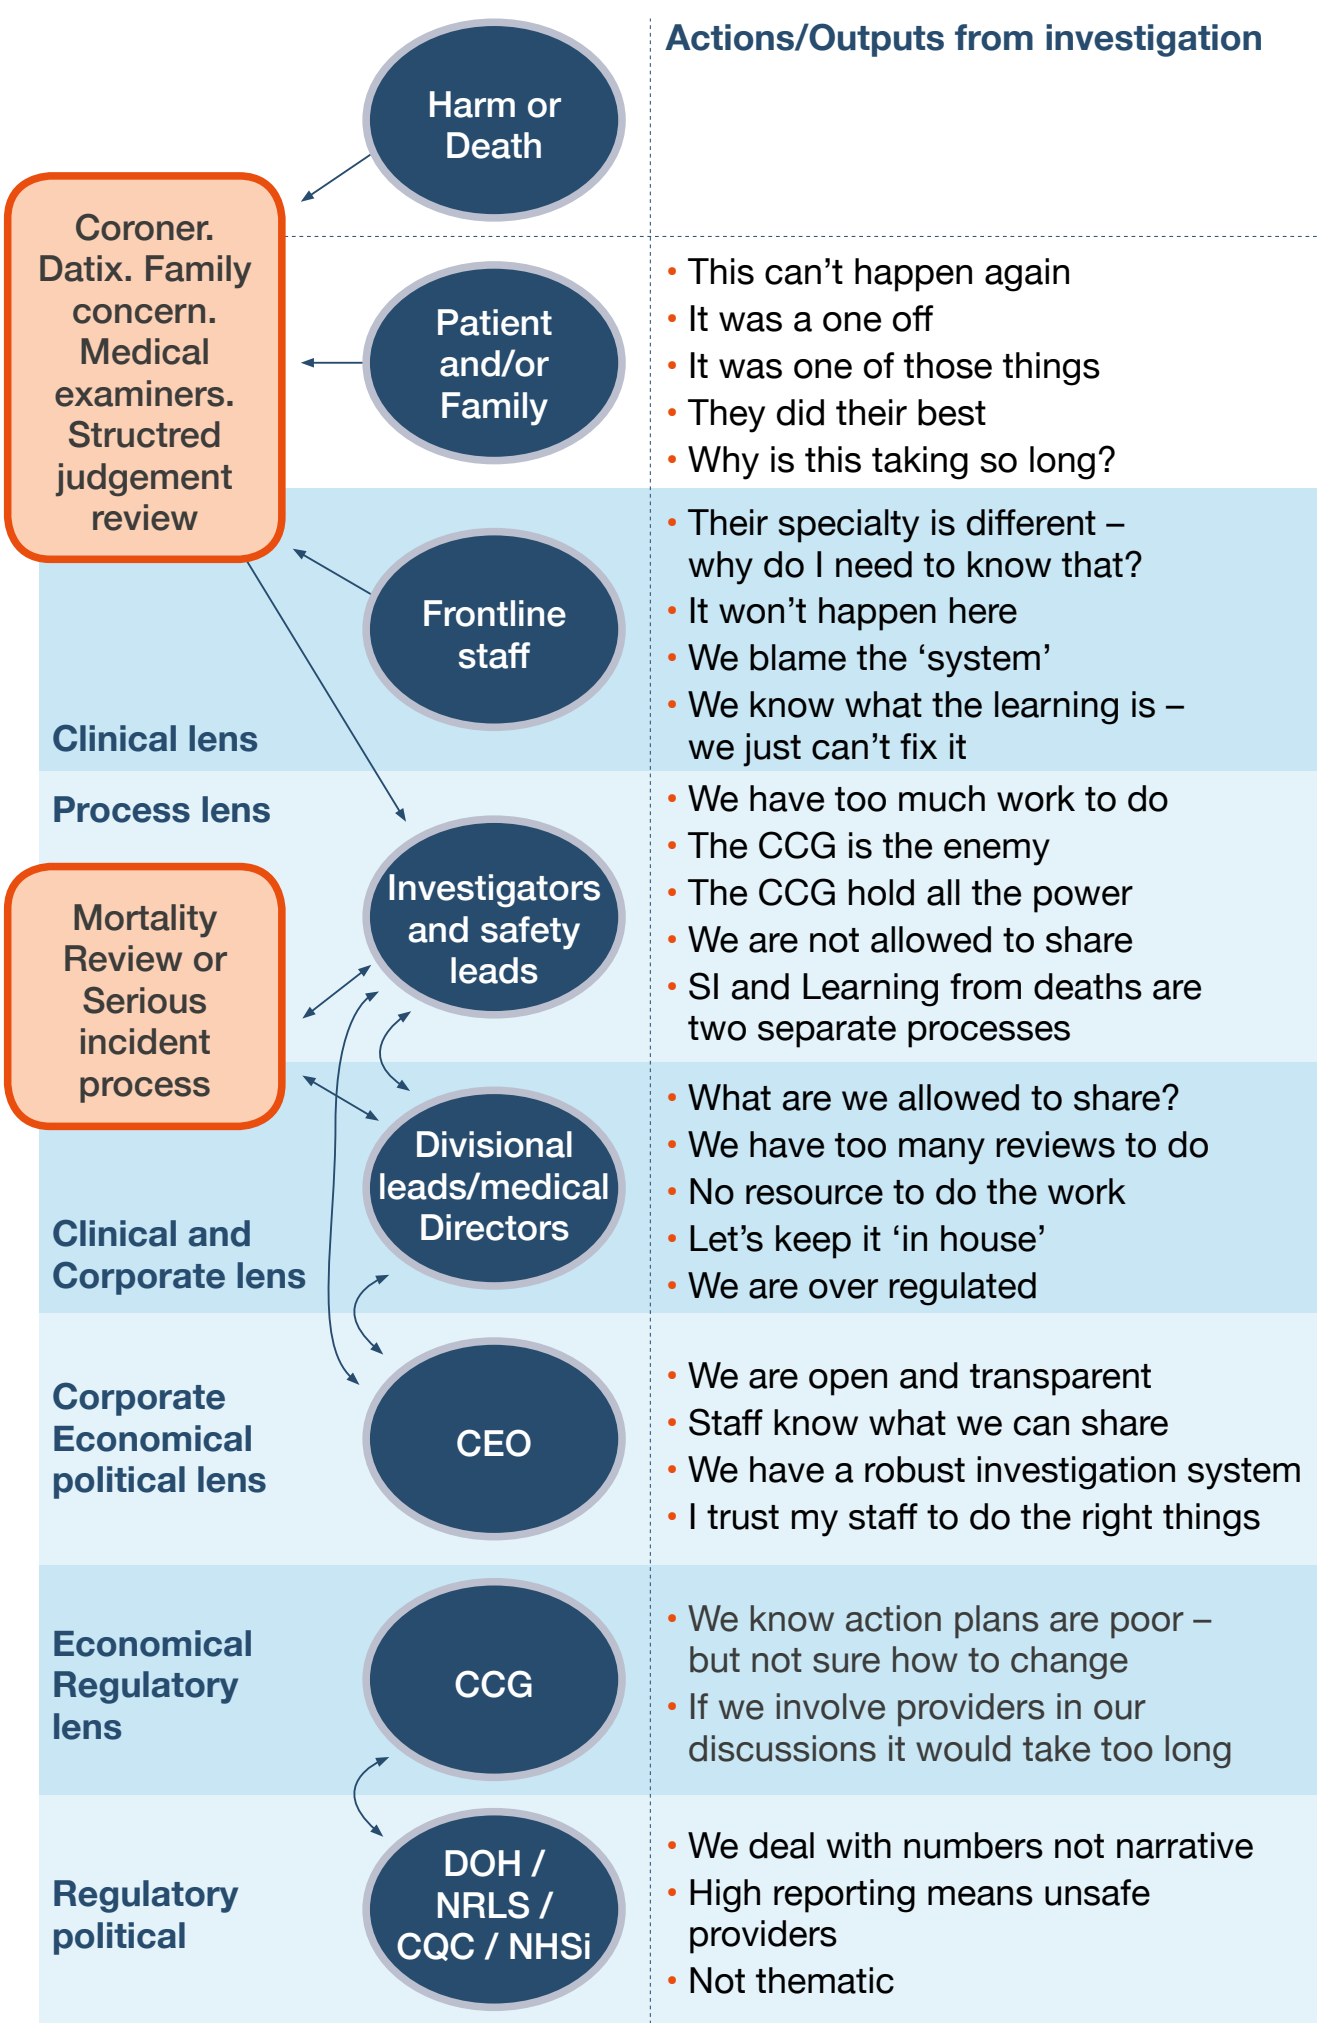 Actions/Outputs from investigation
Harm or
Death
Coroner.
Datix. Family
concern.
Medical
examiners.
Structred
judgement
review
Patient
and/or
Family
• This can’t happen again
• It was a one off
• It was one of those things
• They did their best
• Why is this taking so long?
Clinical lens
Frontline
staff
• Their specialty is different –
why do I need to know that?
• It won’t happen here
• We blame the ‘system’
• We know what the learning is –
we just can’t fix it
Process lens
Investigators
and safety
leads
• We have too much work to do
• The CCG is the enemy
• The CCG hold all the power
• We are not allowed to share
• SI and Learning from deaths are
two separate processes
Mortality
Review or
Serious
incident
process
Clinical and
Corporate lens
Divisional
leads/medical
Directors
• What are we allowed to share?
• We have too many reviews to do
• No resource to do the work
• Let’s keep it ‘in house’
• We are over regulated
Corporate
Economical
political lens
CEO
• We are open and transparent
• Staff know what we can share
• We have a robust investigation system
• I trust my staff to do the right things
Economical
Regulatory
lens
CCG
• We know action plans are poor –
but not sure how to change
• If we involve providers in our
discussions it would take too long
Regulatory
political
DOH /
NRLS /
CQC / NHSi
• We deal with numbers not narrative
• High reporting means unsafe
providers
• Not thematic